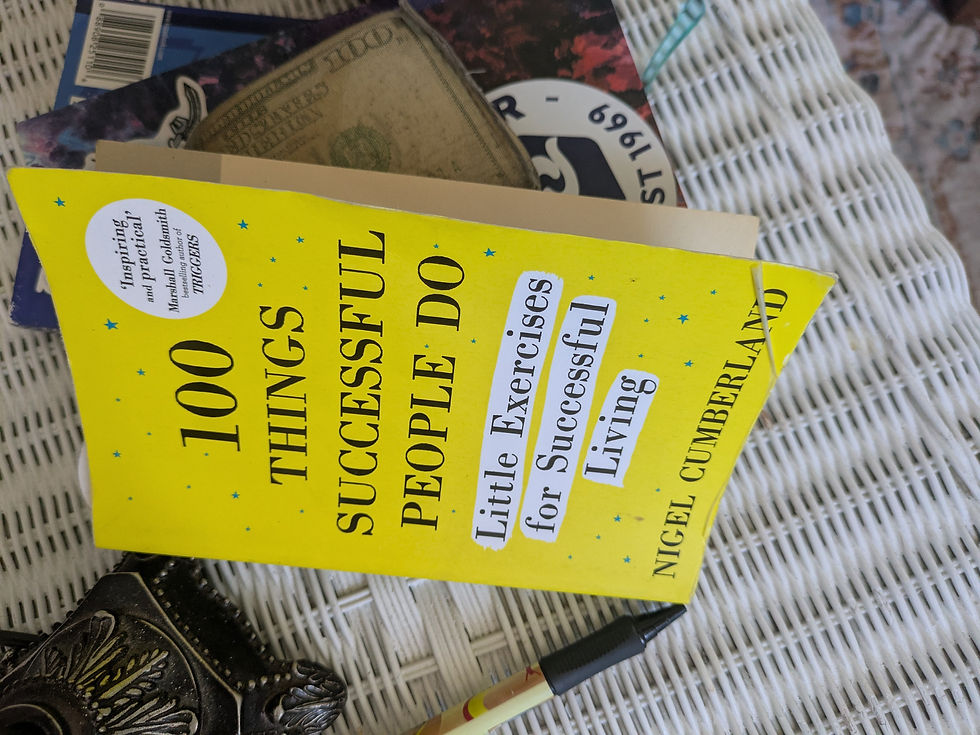 'Inspiring
and practical'
Marshall Goldsmith
bestselling author of
TRIGGERS
100
THINGS
SUCCESSFUL
PEOPLE DO
Little Exercises
for Successful
Living
NIGEL CUMBERLAND
100
R -
ST 1969